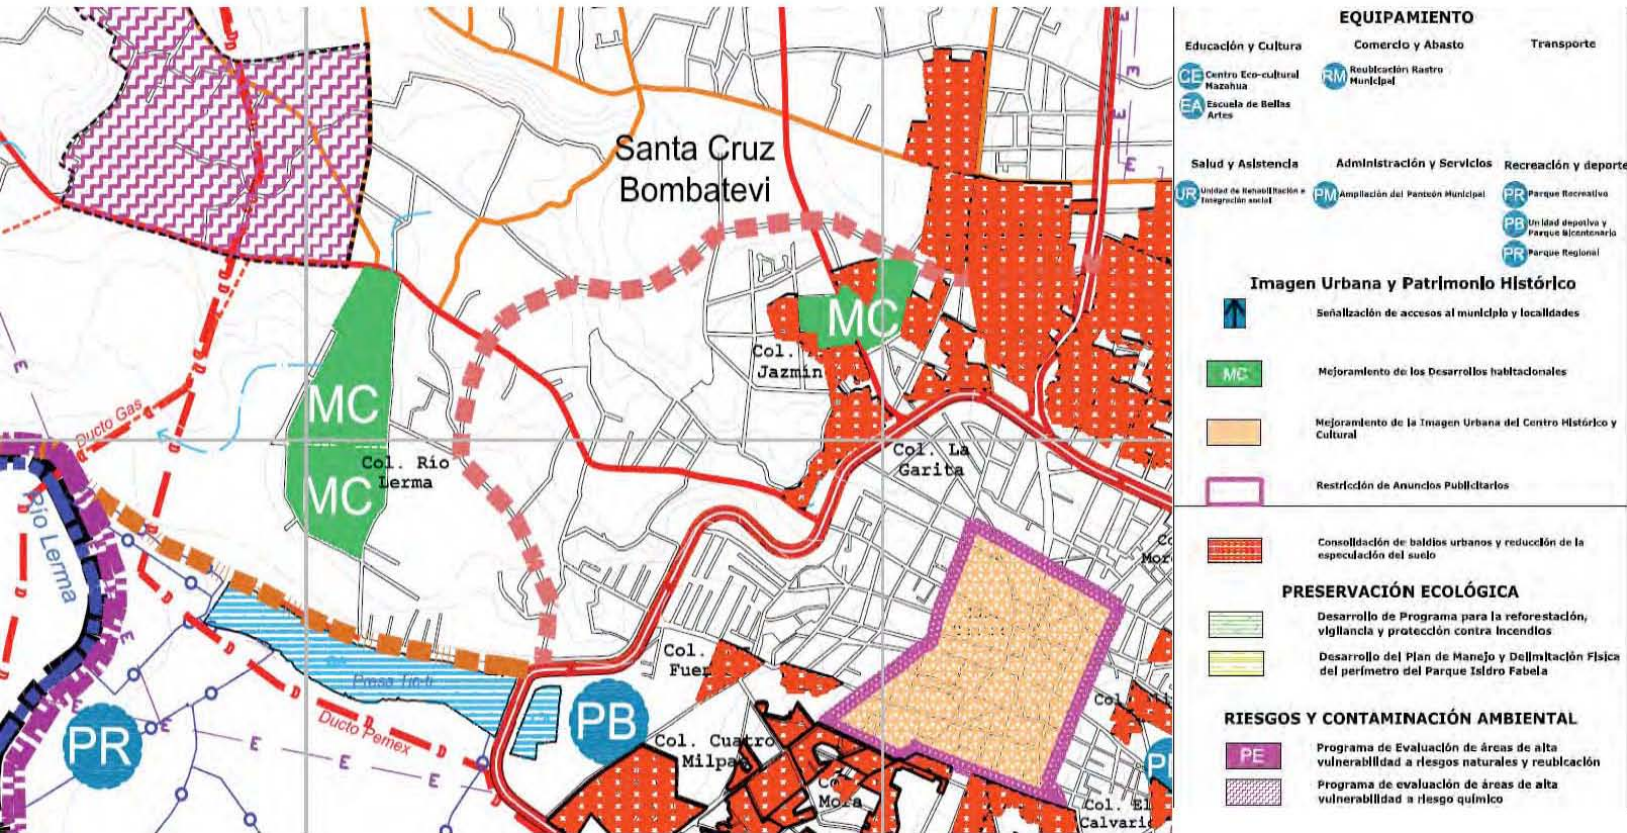 Santa Cruz
Bombatevi
MC
Col.
Jazmín
MC
Col. Río
Lerma
MC
Col. La
Garita
Ducto Gas
Río Lerma
D
E
Ducto Pemex
PR
PB
Col.
Fuen
Col. Cuatro
Milpas
Col.
Mora
Col. El
Calvario
EQUIPAMIENTO
Educación y Cultura
Comercio y Abasto
Transporte
CE Centro Eco-cultural
Mazahua
RM Reubicación Rastro
Municipal
EA Escuela de Bellas
Artes
Salud y Asistencia
Administración y Servicios
Recreación y deporte
UR Unidad de Rehabilitación e
Integración social
PM Ampliación del Panteón Municipal
PR Parque Recreativo
PB Unidad depotiva y
Parque Bicentenario
PR Parque Regional
Imagen Urbana y Patrimonio Histórico
Señalización de accesos al municipio y localidades
MC Mejoramiento de los Desarrollos habitacionales
Mejoramiento de la Imagen Urbana del Centro Histórico y
Cultural
Restricción de Anuncios Publicitarios
Consolidación de baldíos urbanos y reducción de la
especulación del suelo
PRESERVACIÓN ECOLÓGICA
Desarrollo de Programa para la reforestación,
vigilancia y protección contra incendios
Desarrollo del Plan de Manejo y Delimitación Física
del perímetro del Parque Isidro Fabela
RIESGOS Y CONTAMINACIÓN AMBIENTAL
PE Programa de Evaluación de áreas de alta
vulnerabilidad a riesgos naturales y reubicación
Programa de evaluación de áreas de alta
vulnerabilidad a riesgo químico